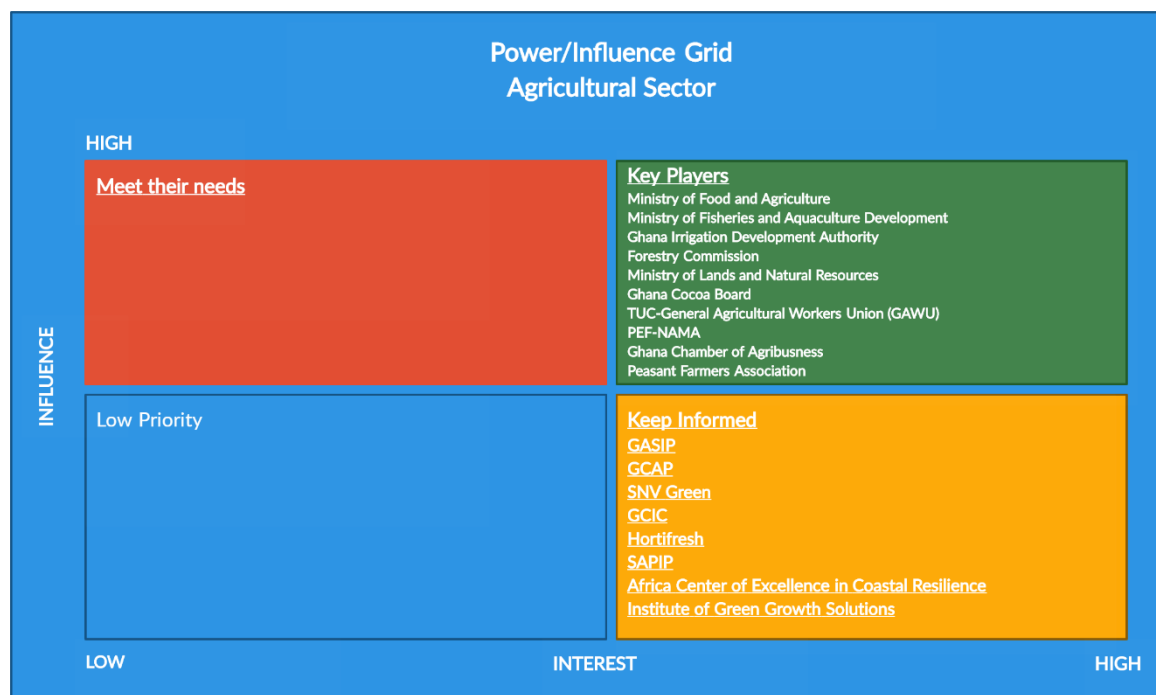 Power/Influence Grid
Agricultural Sector
HIGH
Meet their needs
Key Players
Ministry of Food and Agriculture
Ministry of Fisheries and Aquaculture Development
Ghana Irrigation Development Authority
Forestry Commission
Ministry of Lands and Natural Resources
Ghana Cocoa Board
TUC-General Agricultural Workers Union (GAWU)
PEF-NAMA
Ghana Chamber of Agribusness
Peasant Farmers Association
INFLUENCE
Low Priority
Keep Informed
GASIP
GCAP
SNV Green
GCIC
Hortifresh
SAPIP
Africa Center of Excellence in Coastal Resilience
Institute of Green Growth Solutions
LOW
INTEREST
HIGH